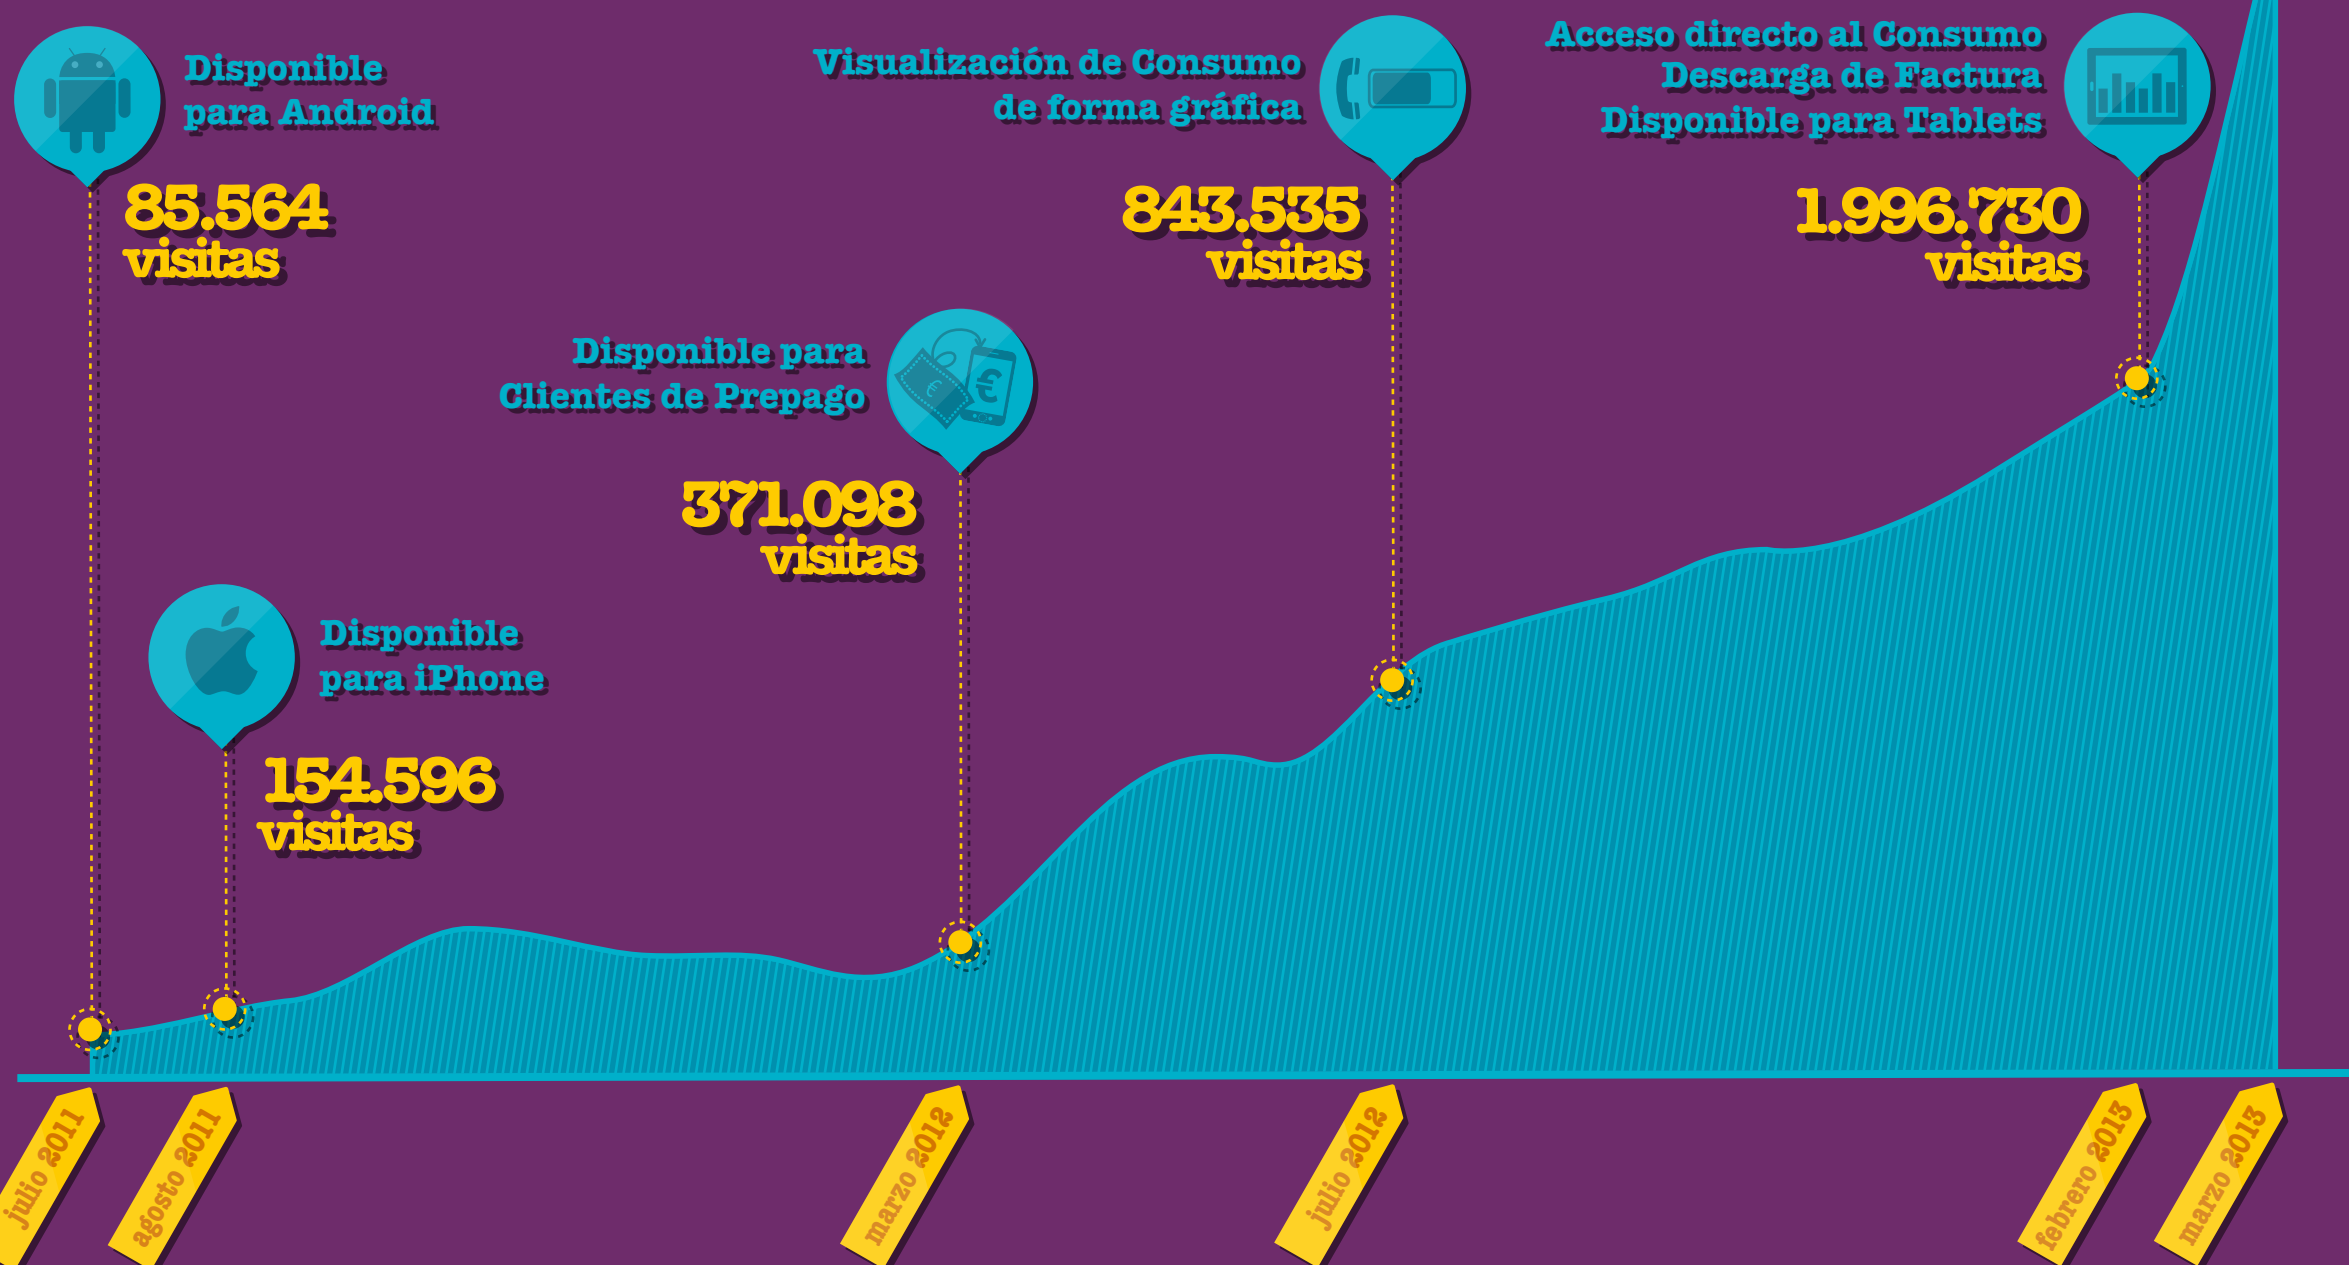 Disponible
para Android
85.564
visitas
Disponible
para iPhone
154.596
visitas
Disponible para
Clientes de Prepago
€
€
371.098
visitas
Visualización de Consumo
de forma gráfica
843.535
visitas
Acceso directo al Consumo
Descarga de Factura
Disponible para Tablets
1.996.730
visitas
julio 2011
agosto 2011
marzo 2012
julio 2012
febrero 2013
marzo 2013